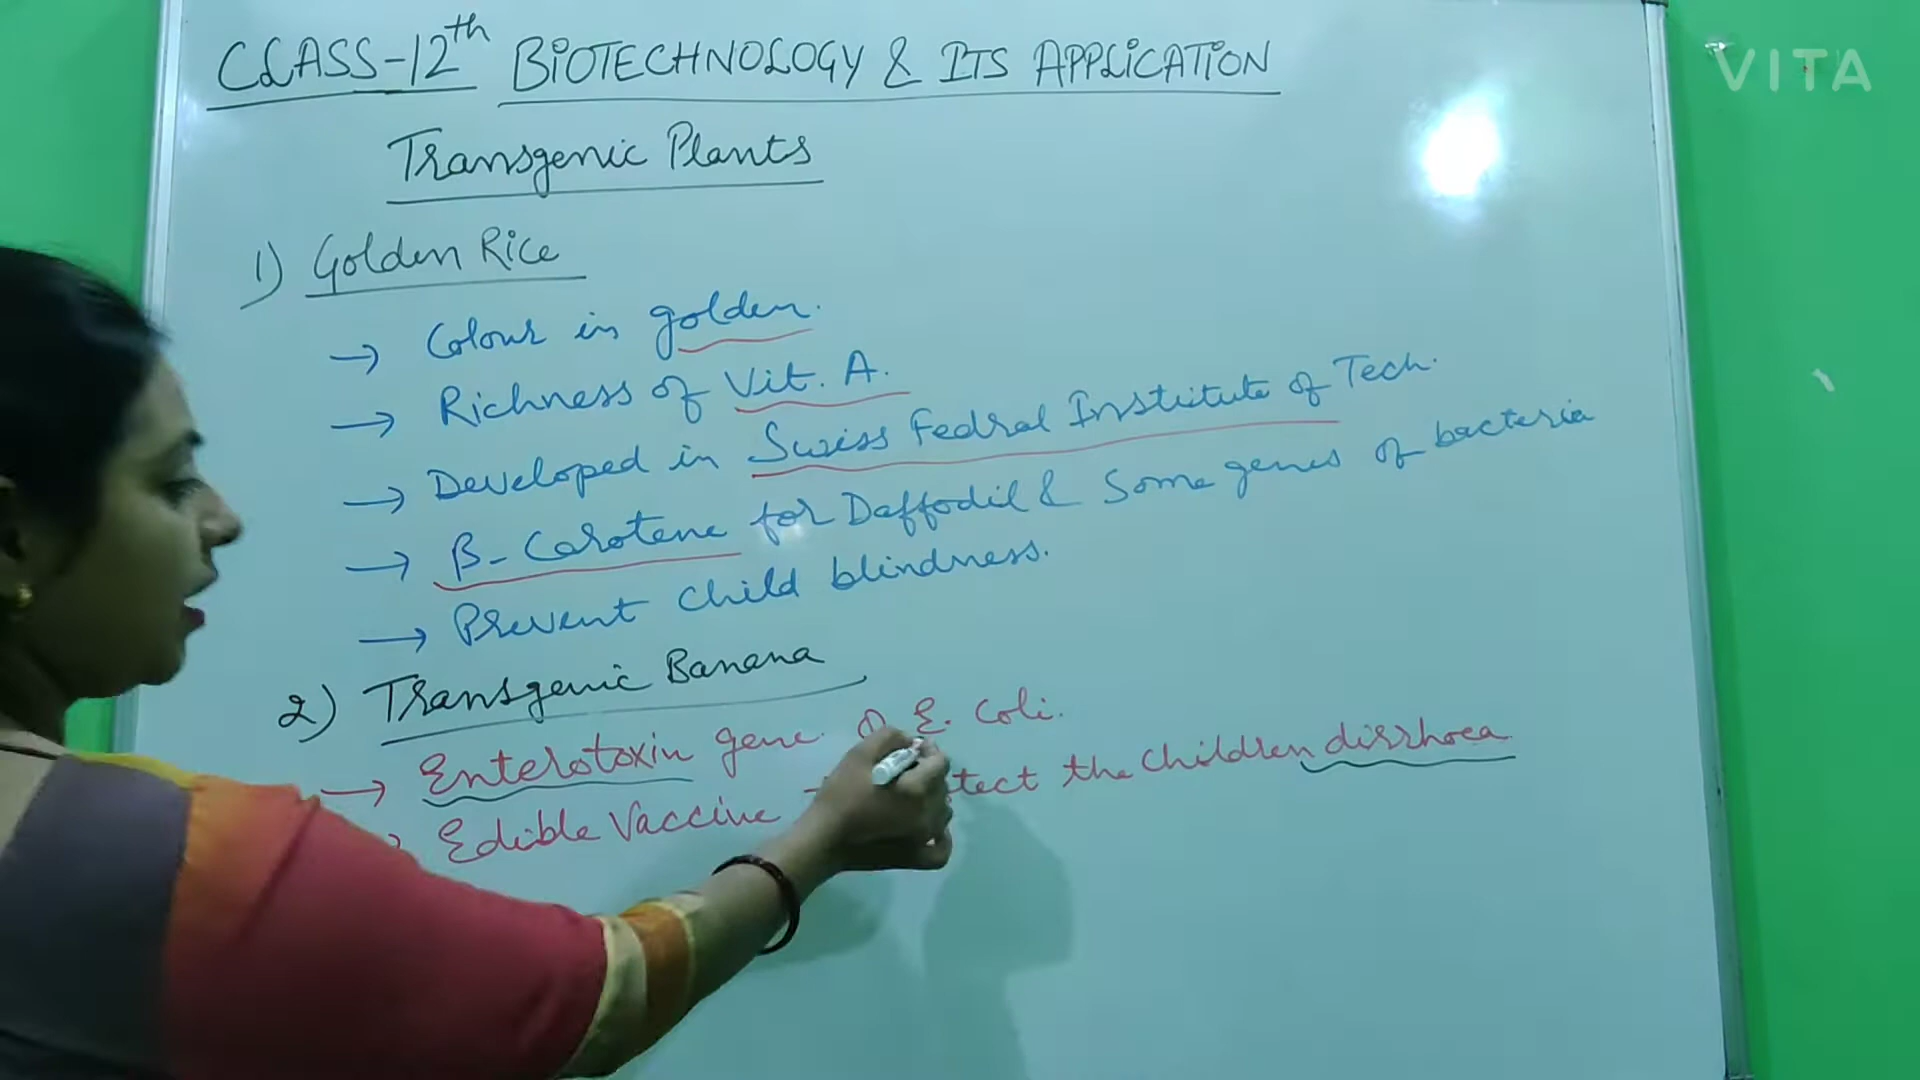 CLASS-12th BIOTECHNOLOGY & ITS APPLICATION
VITA
Transgenic Plants
1) Golden Rice
→ Colour is golden.
→ Richness of Vit. A.
→ Developed in Swiss Fedral Institute of Tech.
→ β-Carotene for Daffodil & Some genes of bacteria
→ Prevent Child blindness.
2) Transgenic Banana
→ Enterotoxin gene E. Coli.
Edible Vaccine the Children dirrhoea